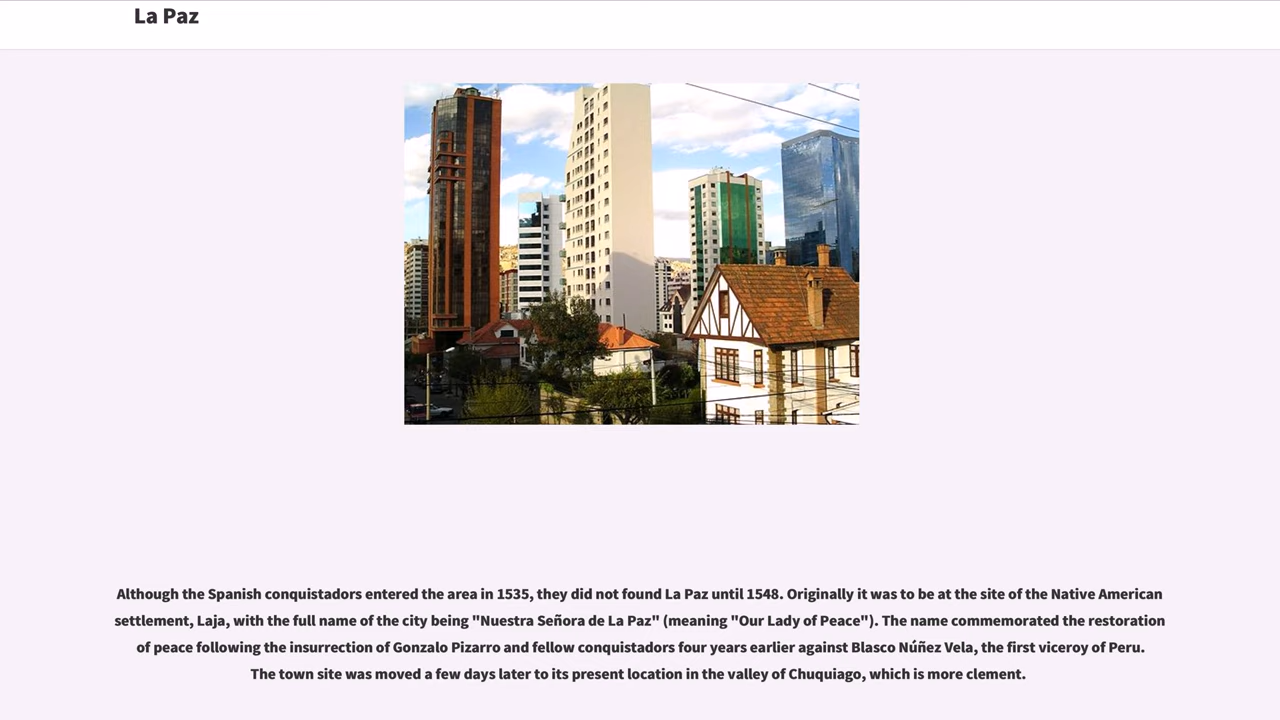 La Paz
Although the Spanish conquistadors entered the area in 1535, they did not found La Paz until 1548. Originally it was to be at the site of the Native American
settlement, Laja, with the full name of the city being "Nuestra Señora de La Paz" (meaning "Our Lady of Peace"). The name commemorated the restoration
of peace following the insurrection of Gonzalo Pizarro and fellow conquistadors four years earlier against Blasco Núñez Vela, the first viceroy of Peru.
The town site was moved a few days later to its present location in the valley of Chuquiago, which is more clement.